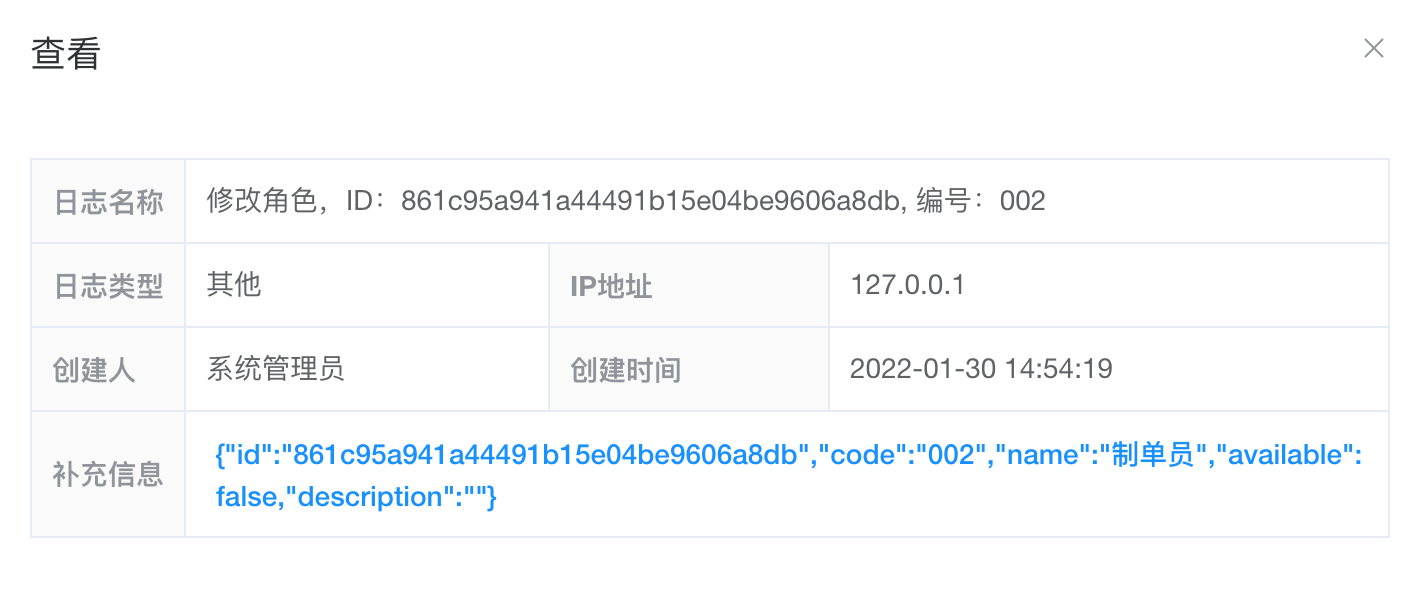 查看
日志名称 修改角色，ID：861c95a941a44491b15e04be9606a8db, 编号：002
日志类型 其他 IP地址 127.0.0.1
创建人 系统管理员 创建时间 2022-01-30 14:54:19
补充信息 {"id":"861c95a941a44491b15e04be9606a8db","code":"002","name":"制单员","available":
false,"description":""}